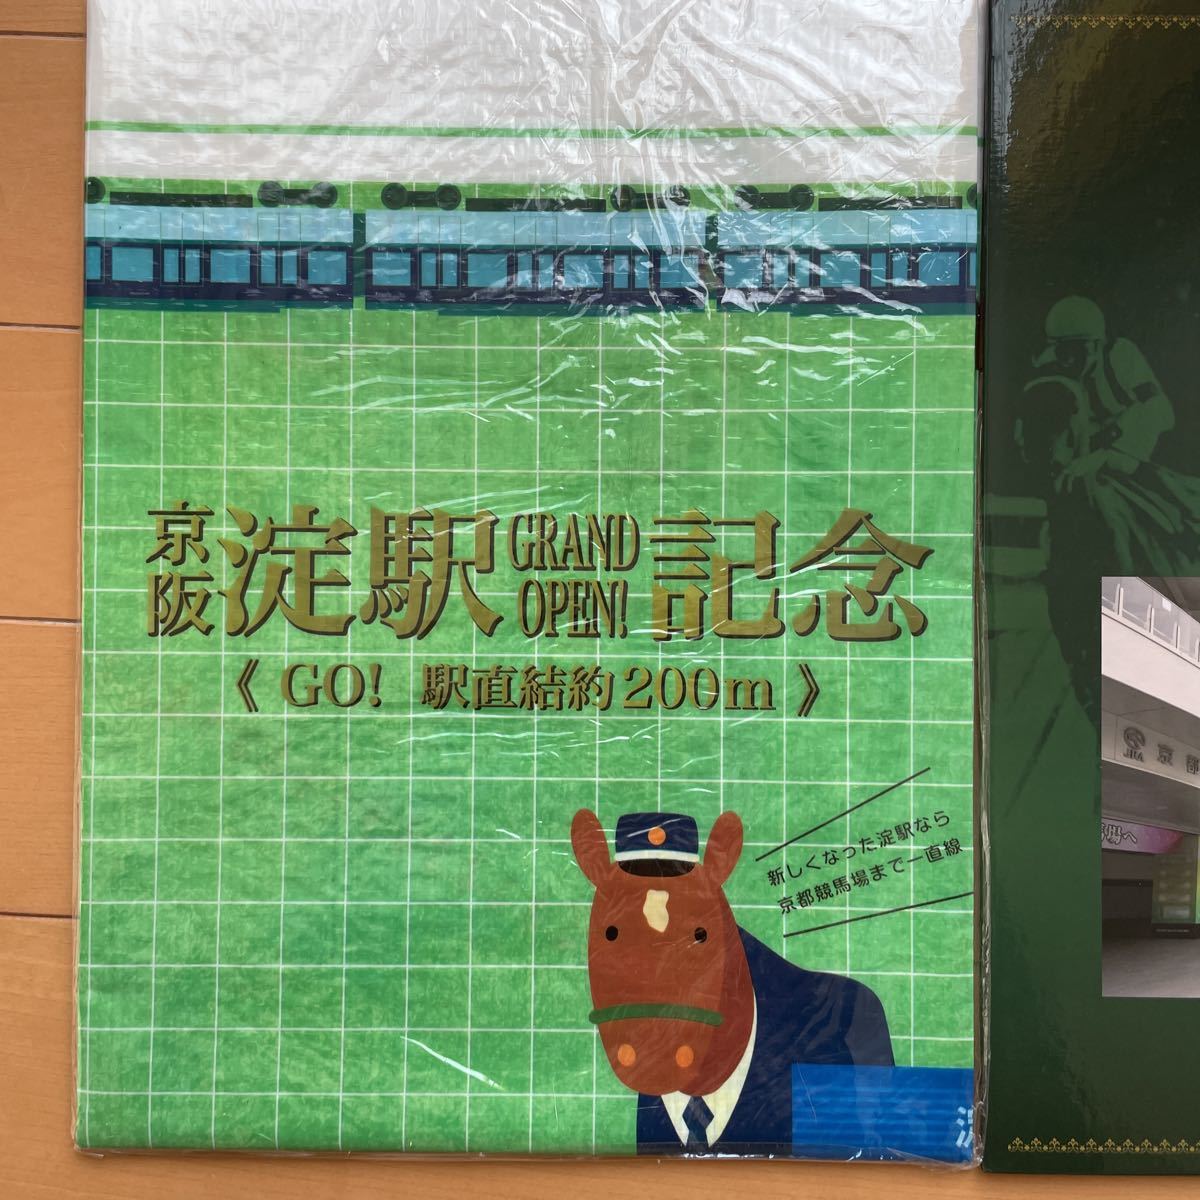 京阪 淀駅 GRAND OPEN! 記念
《 GO! 駅直結約200m 》
新しくなった淀駅なら
京都競馬場まで一直線
JRA 京都
場へ